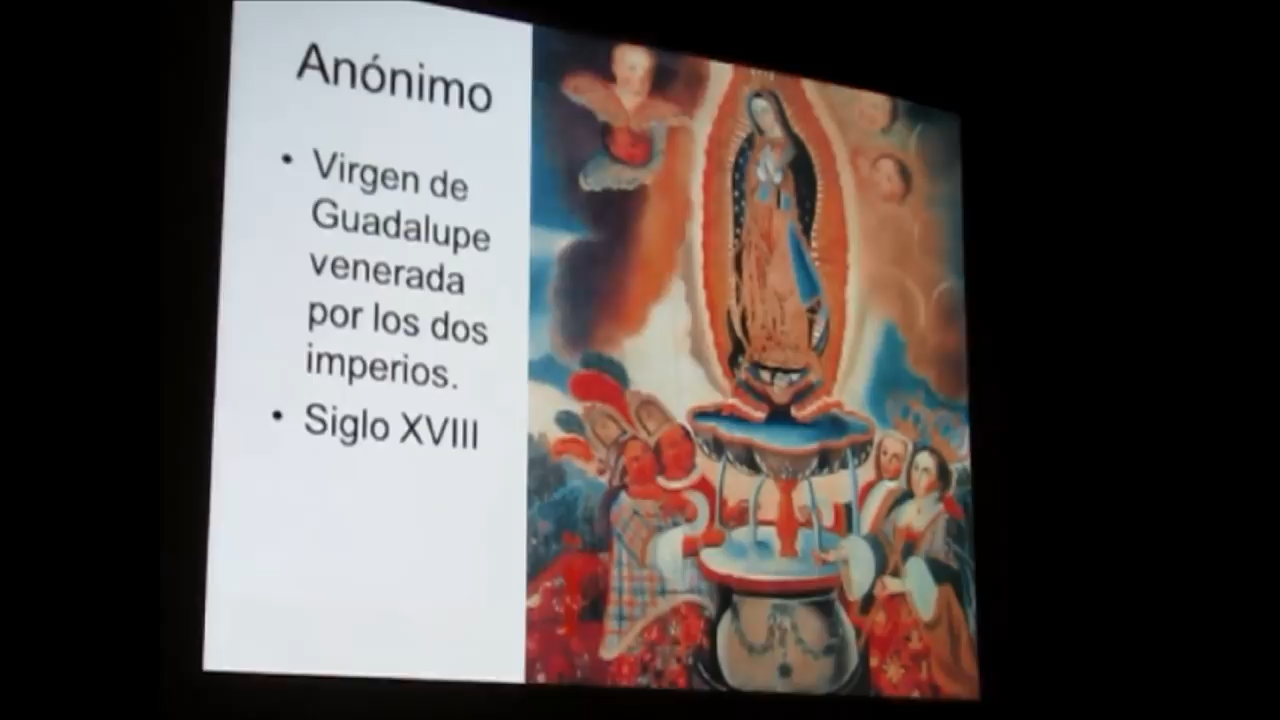 Anónimo
• Virgen de
Guadalupe
venerada
por los dos
imperios.
• Siglo XVIII